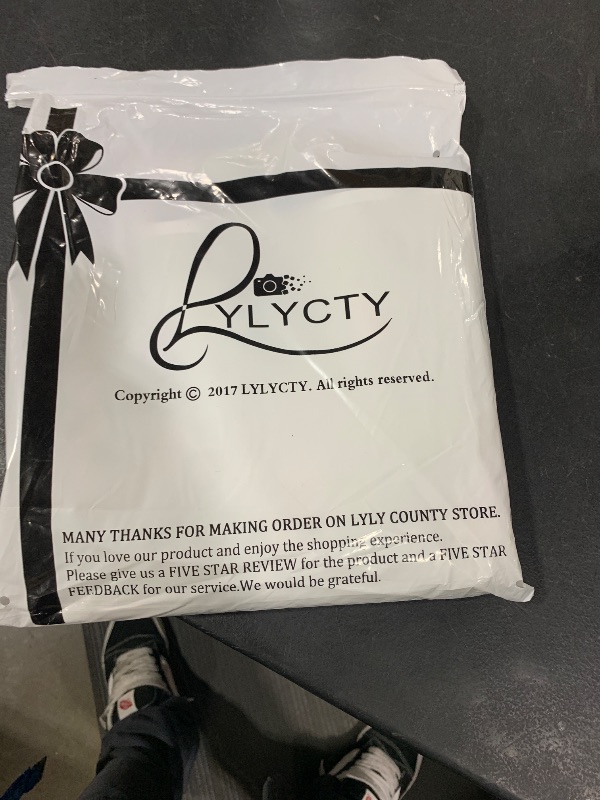 LYLYCTY
Copyright © 2017 LYLYCTY. All rights reserved.
MANY THANKS FOR MAKING ORDER ON LYLY COUNTY STORE.
If you love our product and enjoy the shopping experience.
Please give us a FIVE STAR REVIEW for the product and a FIVE STAR
FEEDBACK for our service.We would be grateful.